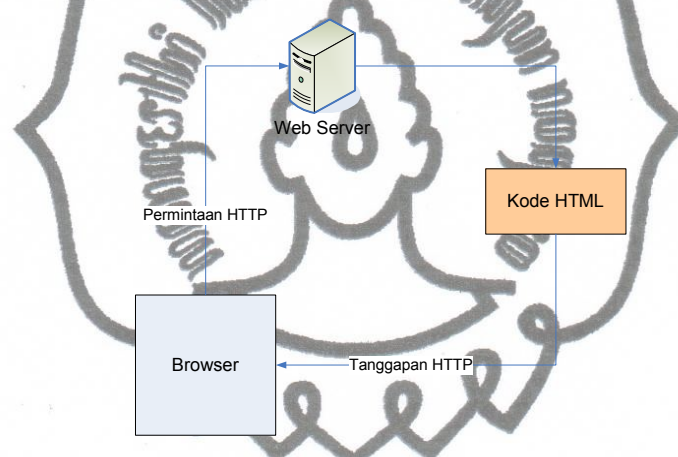 Web Server
Permintaan HTTP
Kode HTML
Browser
Tanggapan HTTP